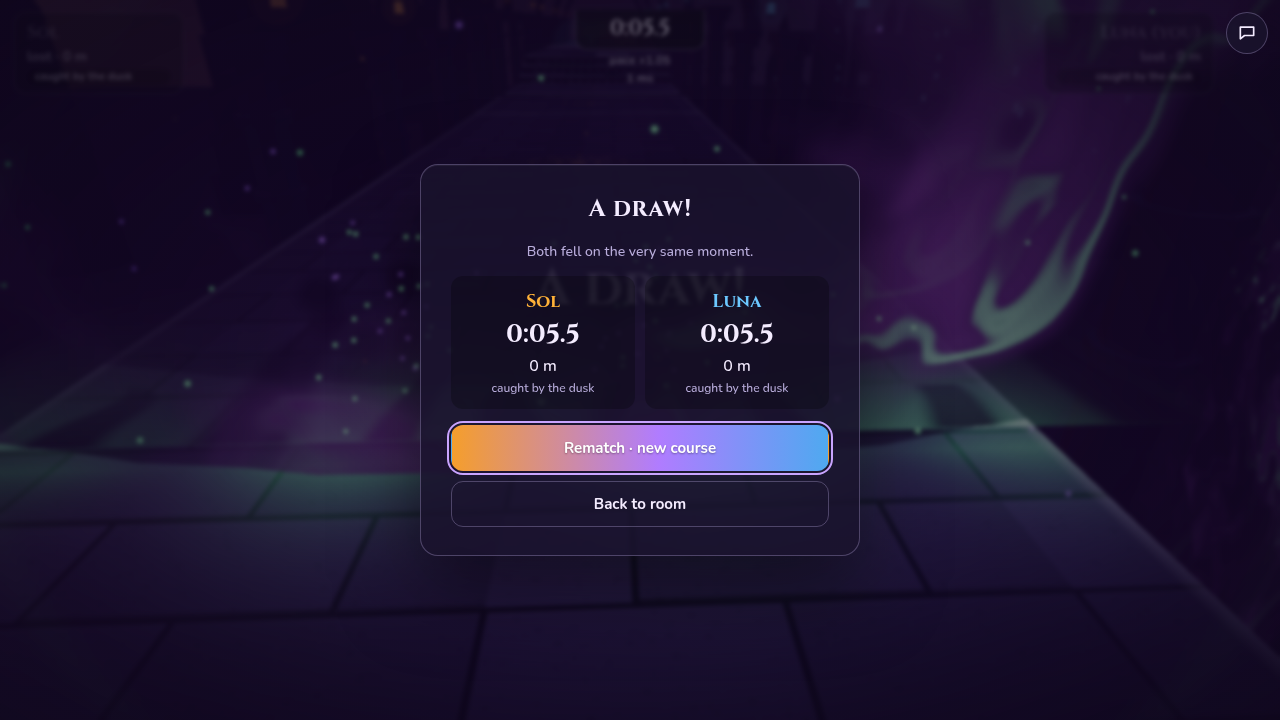 0:05.5
A draw!
Both fell on the very same moment.
Sol
0:05.5
0 m
caught by the dusk
Luna
0:05.5
0 m
caught by the dusk
Rematch · new course
Back to room